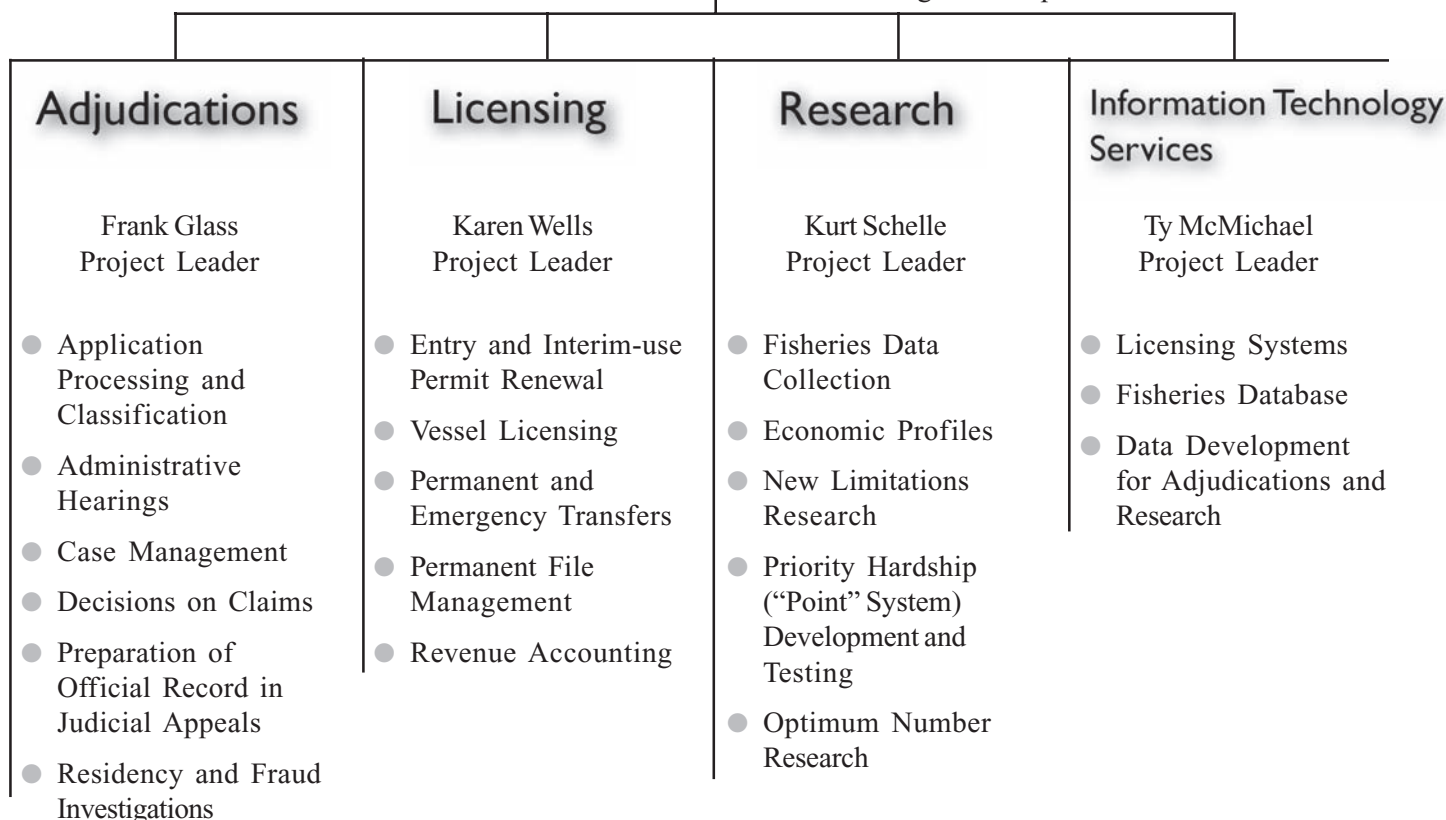 Adjudications
Frank Glass
Project Leader
Application
Processing and
Classification
Administrative
Hearings
Case Management
Decisions on Claims
Preparation of
Official Record in
Judicial Appeals
Residency and Fraud
Investigations
Licensing
Karen Wells
Project Leader
Entry and Interim-use
Permit Renewal
Vessel Licensing
Permanent and
Emergency Transfers
Permanent File
Management
Revenue Accounting
Research
Kurt Schelle
Project Leader
Fisheries Data
Collection
Economic Profiles
New Limitations
Research
Priority Hardship
(“Point” System)
Development and
Testing
Optimum Number
Research
Information Technology
Services
Ty McMichael
Project Leader
Licensing Systems
Fisheries Database
Data Development
for Adjudications and
Research